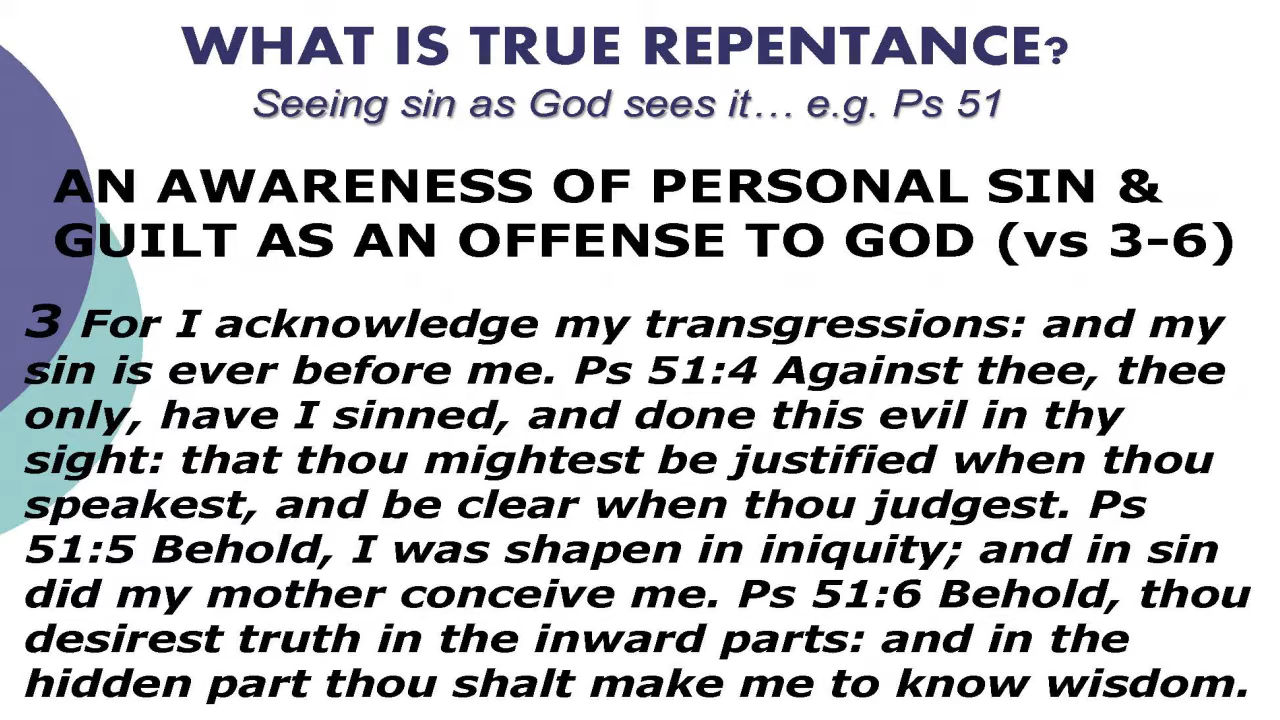 WHAT IS TRUE REPENTANCE?
Seeing sin as God sees it... e.g. Ps 51
AN AWARENESS OF PERSONAL SIN &
GUILT AS AN OFFENSE TO GOD (vs 3-6)
3 For I acknowledge my transgressions: and my
sin is ever before me. Ps 51:4 Against thee, thee
only, have I sinned, and done this evil in thy
sight: that thou mightest be justified when thou
speakest, and be clear when thou judgest. Ps
51:5 Behold, I was shapen in iniquity; and in sin
did my mother conceive me. Ps 51:6 Behold, thou
desirest truth in the inward parts: and in the
hidden part thou shalt make me to know wisdom.